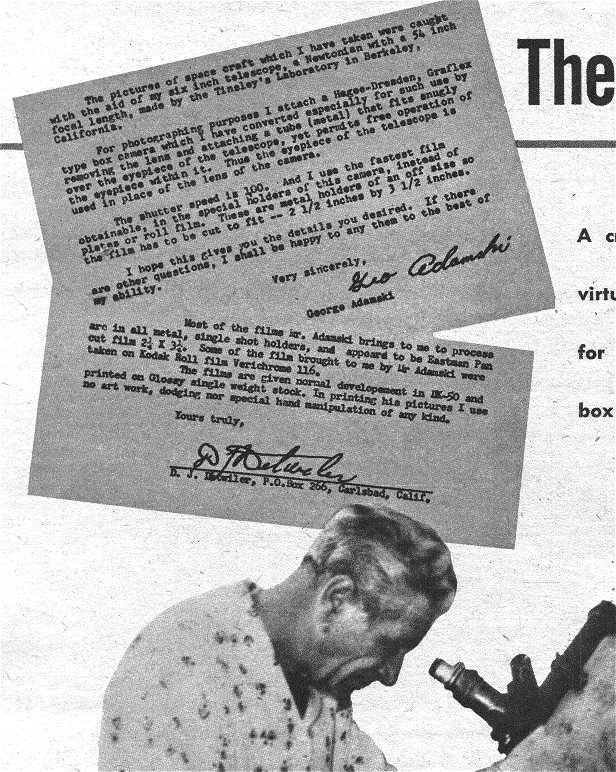 The pictures of space craft which I have taken were caught
with the aid of my six inch telescope, a Newtonian with a 54 inch
focal length, made by the Tinsley's Laboratory in Berkeley,
California.
For photographing purposes I attach a Hagee-Dresden, Graflex
type box camera which I have converted especially for such use by
removing the lens and attaching a tube (metal) that fits snugly
over the eyepiece of the telescope, yet permits free operation of
the eyepiece within it. Thus the eyepiece of the telescope is
used in place of the lens of the camera.
The shutter speed is 100. And I use the fastest film
obtainable, in the special holders of this camera, instead of
plates or roll film. These are metal holders of an off size so
the film has to be cut to fit -- 2 1/2 inches by 3 1/2 inches.
I hope this gives you the details you desired. If there
are other questions, I shall be happy to any them to the best of
my ability.
Very sincerely,
Geo Adamski
George Adamski
Most of the films Mr. Adamski brings to me to process
are in all metal, single shot holders, and appeard to be Eastman Pan
cut film 2¼ X 3¼. Some of the film brought to me by Mr Adamski were
taken on Kodak Roll film Verichrome 116.
The films are given normal developement in DK-50 and
printed on Glossy single weight stock. In printing his pictures I use
no art work, dodging nor special hand manipulation of any kind.
Yours truly,
D J Detwiler
D. J. Detwiler, P.O.Box 266, Carlsbad, Calif.
The
A
virtu
for
box